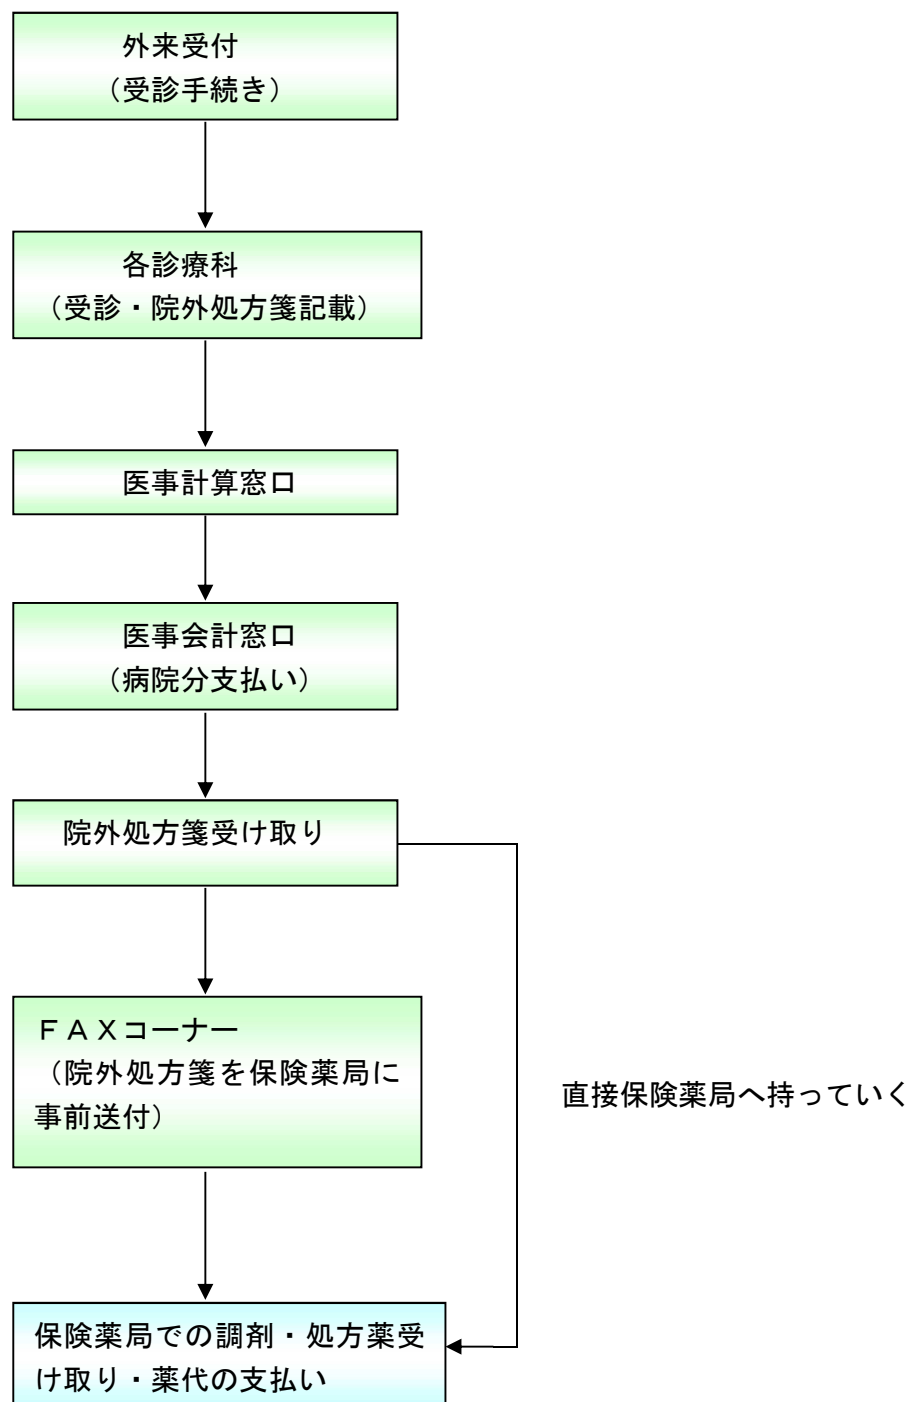 外来受付
（受診手続き）
各診療科
（受診・院外処方箋記載）
医事計算窓口
医事会計窓口
（病院分支払い）
院外処方箋受け取り
ＦＡＸコーナー
（院外処方箋を保険薬局に
事前送付）
直接保険薬局へ持っていく
保険薬局での調剤・処方薬受
け取り・薬代の支払い